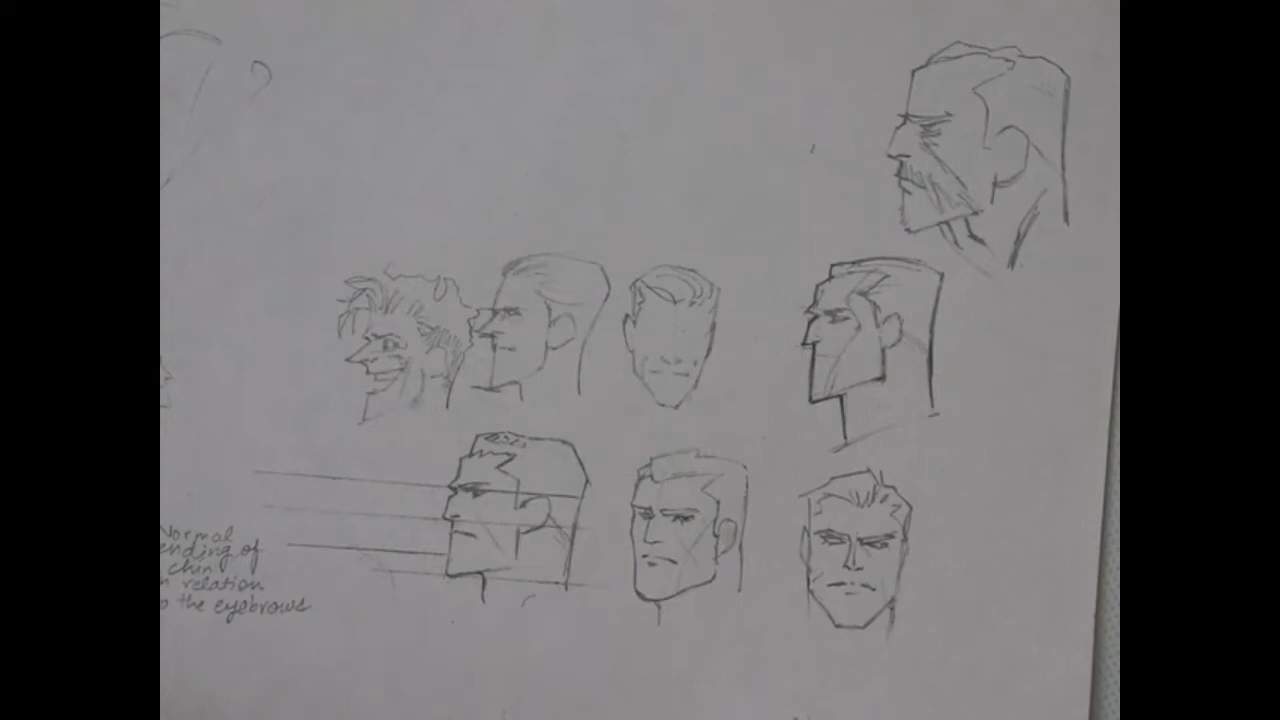 Normal
ending of
chin
relation
the eyebrows